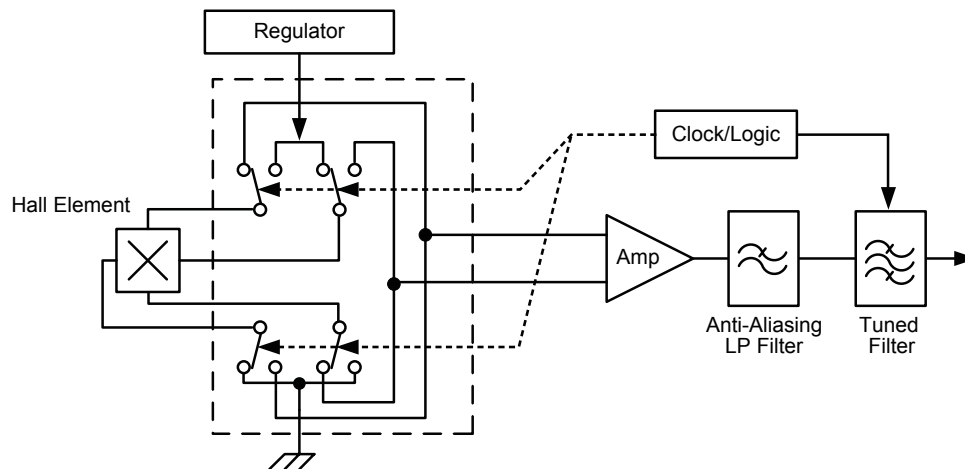 Regulator
Clock/Logic
Hall Element
Amp
Anti-Aliasing
LP Filter
Tuned
Filter